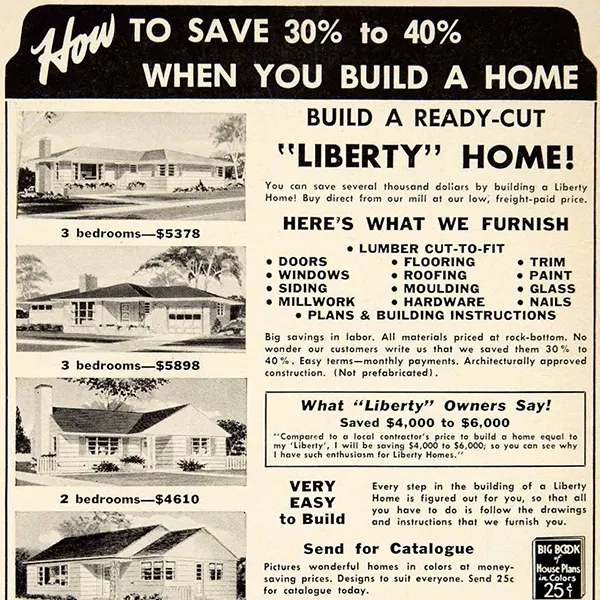 How TO SAVE 30% to 40%
WHEN YOU BUILD A HOME
3 bedrooms—$5378
3 bedrooms—$5898
2 bedrooms—$4610
BUILD A READY-CUT
"LIBERTY" HOME!
You can save several thousand dollars by building a Liberty
Home! Buy direct from our mill at our low, freight-paid price.
HERE'S WHAT WE FURNISH
• LUMBER CUT-TO-FIT
• DOORS • FLOORING • TRIM
• WINDOWS • ROOFING • PAINT
• SIDING • MOULDING • GLASS
• MILLWORK • HARDWARE • NAILS
• PLANS & BUILDING INSTRUCTIONS
Big savings in labor. All materials priced at rock-bottom. No
wonder our customers write us that we saved them 30% to
40%. Easy terms—monthly payments. Architecturally approved
construction. (Not prefabricated).
What "Liberty" Owners Say!
Saved $4,000 to $6,000
"Compared to a local contractor's price to build a home equal to
my 'Liberty', I will be saving $4,000 to $6,000; so you can see why
I have such enthusiasm for Liberty Homes."
VERY
EASY
to Build
Every step in the building of a Liberty
Home is figured out for you, so that all
you have to do is follow the drawings
and instructions that we furnish you.
Send for Catalogue
Pictures wonderful homes in colors at money-
saving prices. Designs to suit everyone. Send 25c
for catalogue today.
BIG BOOK
of
House Plans
in Colors
25¢